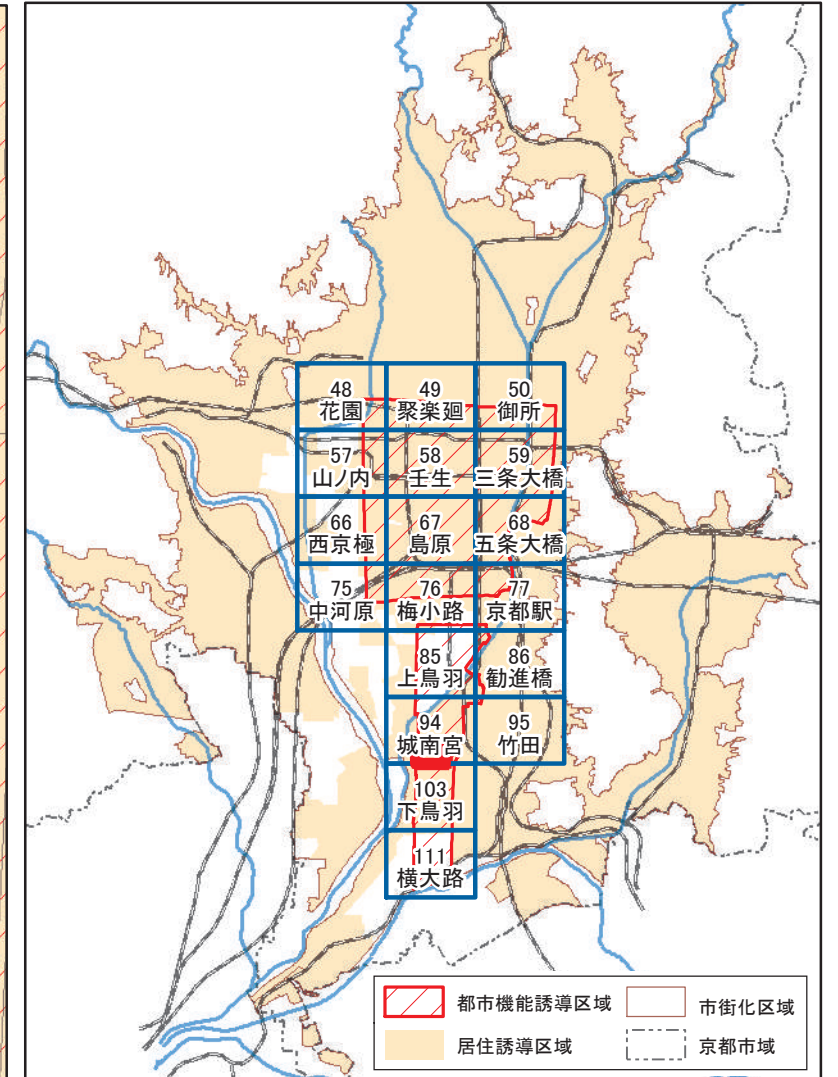 48
花園
49
聚楽廻
50
御所
57
山ノ内
58
壬生
59
三条大橋
66
西京極
67
島原
68
五条大橋
75
中河原
76
梅小路
77
京都駅
85
上鳥羽
86
勧進橋
94
城南宮
95
竹田
103
下鳥羽
111
横大路
都市機能誘導区域
市街化区域
居住誘導区域
京都市域